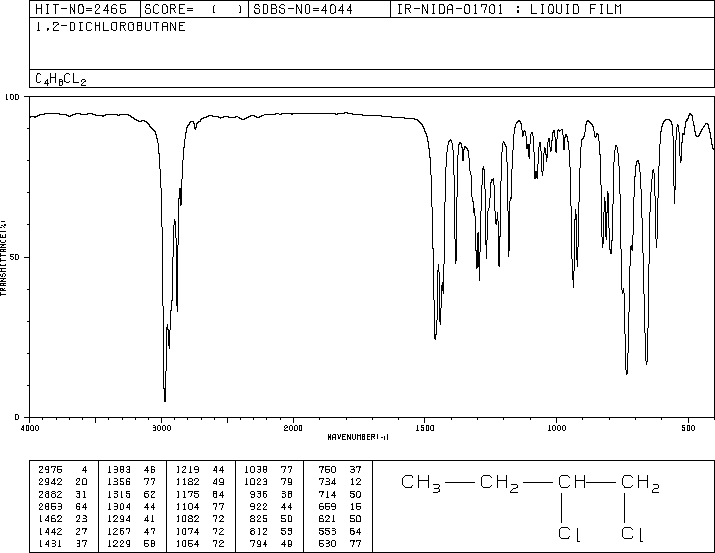 HIT-NO=2465 SCORE= ( ) SDBS-NO=4044 IR-NIDA-01701 : LIQUID FILM
1,2-DICHLOROBUTANE
C4H8CL2
100
50
0
TRANSMITTANCE(%)
4000 3000 2000 1500 1000 500
WAVENUMBER(-1)
2976 4 1383 46 1219 44 1038 77 760 37
2942 20 1356 77 1182 49 1023 79 734 12
2882 31 1315 62 1175 64 936 38 714 50
2863 64 1304 44 1104 77 922 44 659 16
1462 23 1294 41 1082 72 825 50 621 50
1442 27 1267 47 1074 72 812 53 553 64
1431 37 1229 58 1054 72 794 49 530 77
CH3 CH2 CH CH2
Cl Cl